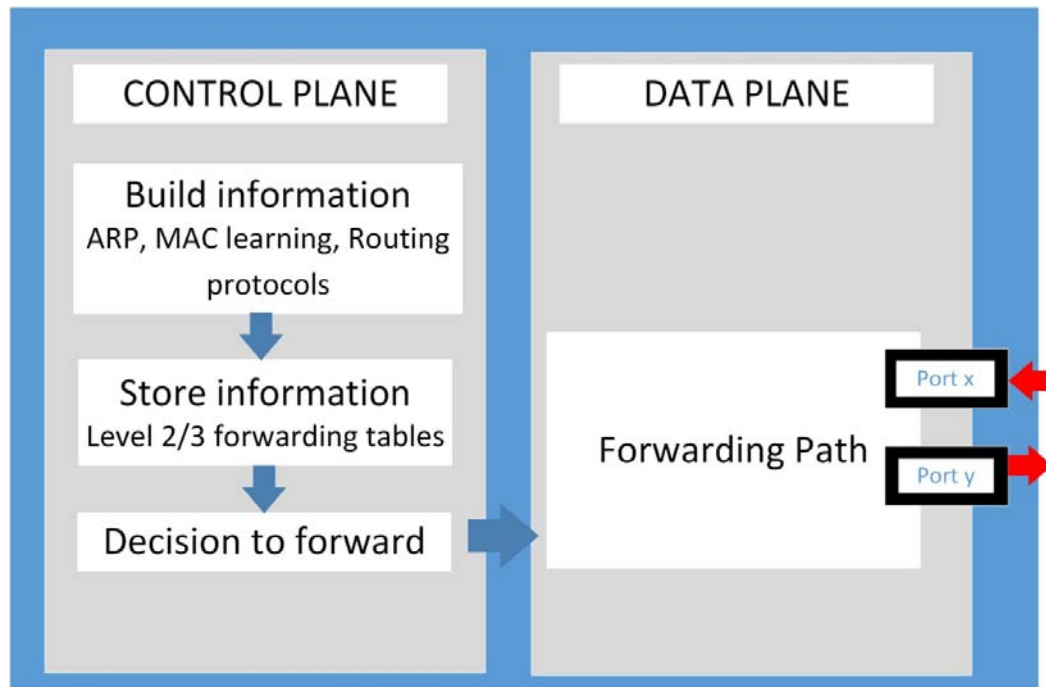 CONTROL PLANE
Build information
ARP, MAC learning, Routing
protocols
Store information
Level 2/3 forwarding tables
Decision to forward
DATA PLANE
Forwarding Path
Port x
Port y